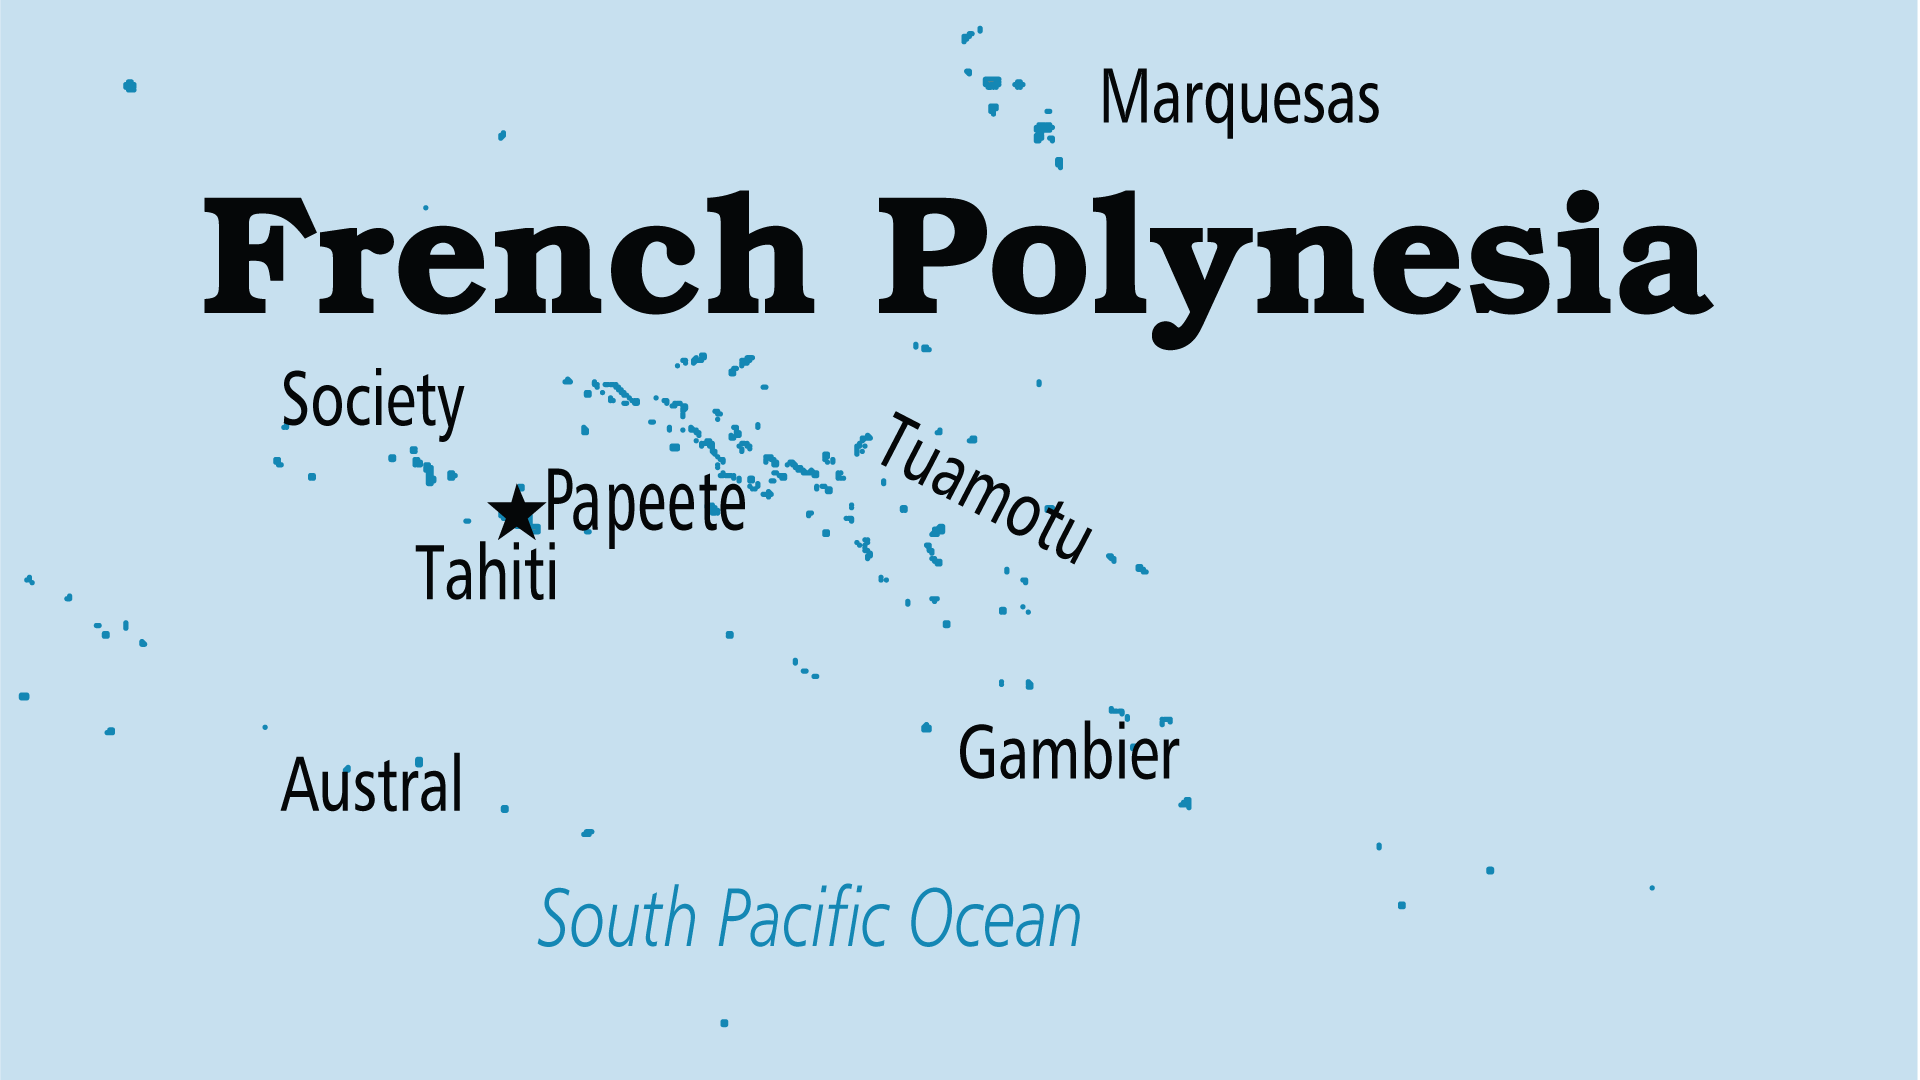 Marquesas
French Polynesia
Society
Tuamotu
Papeete
Tahiti
Gambier
Austral
South Pacific Ocean